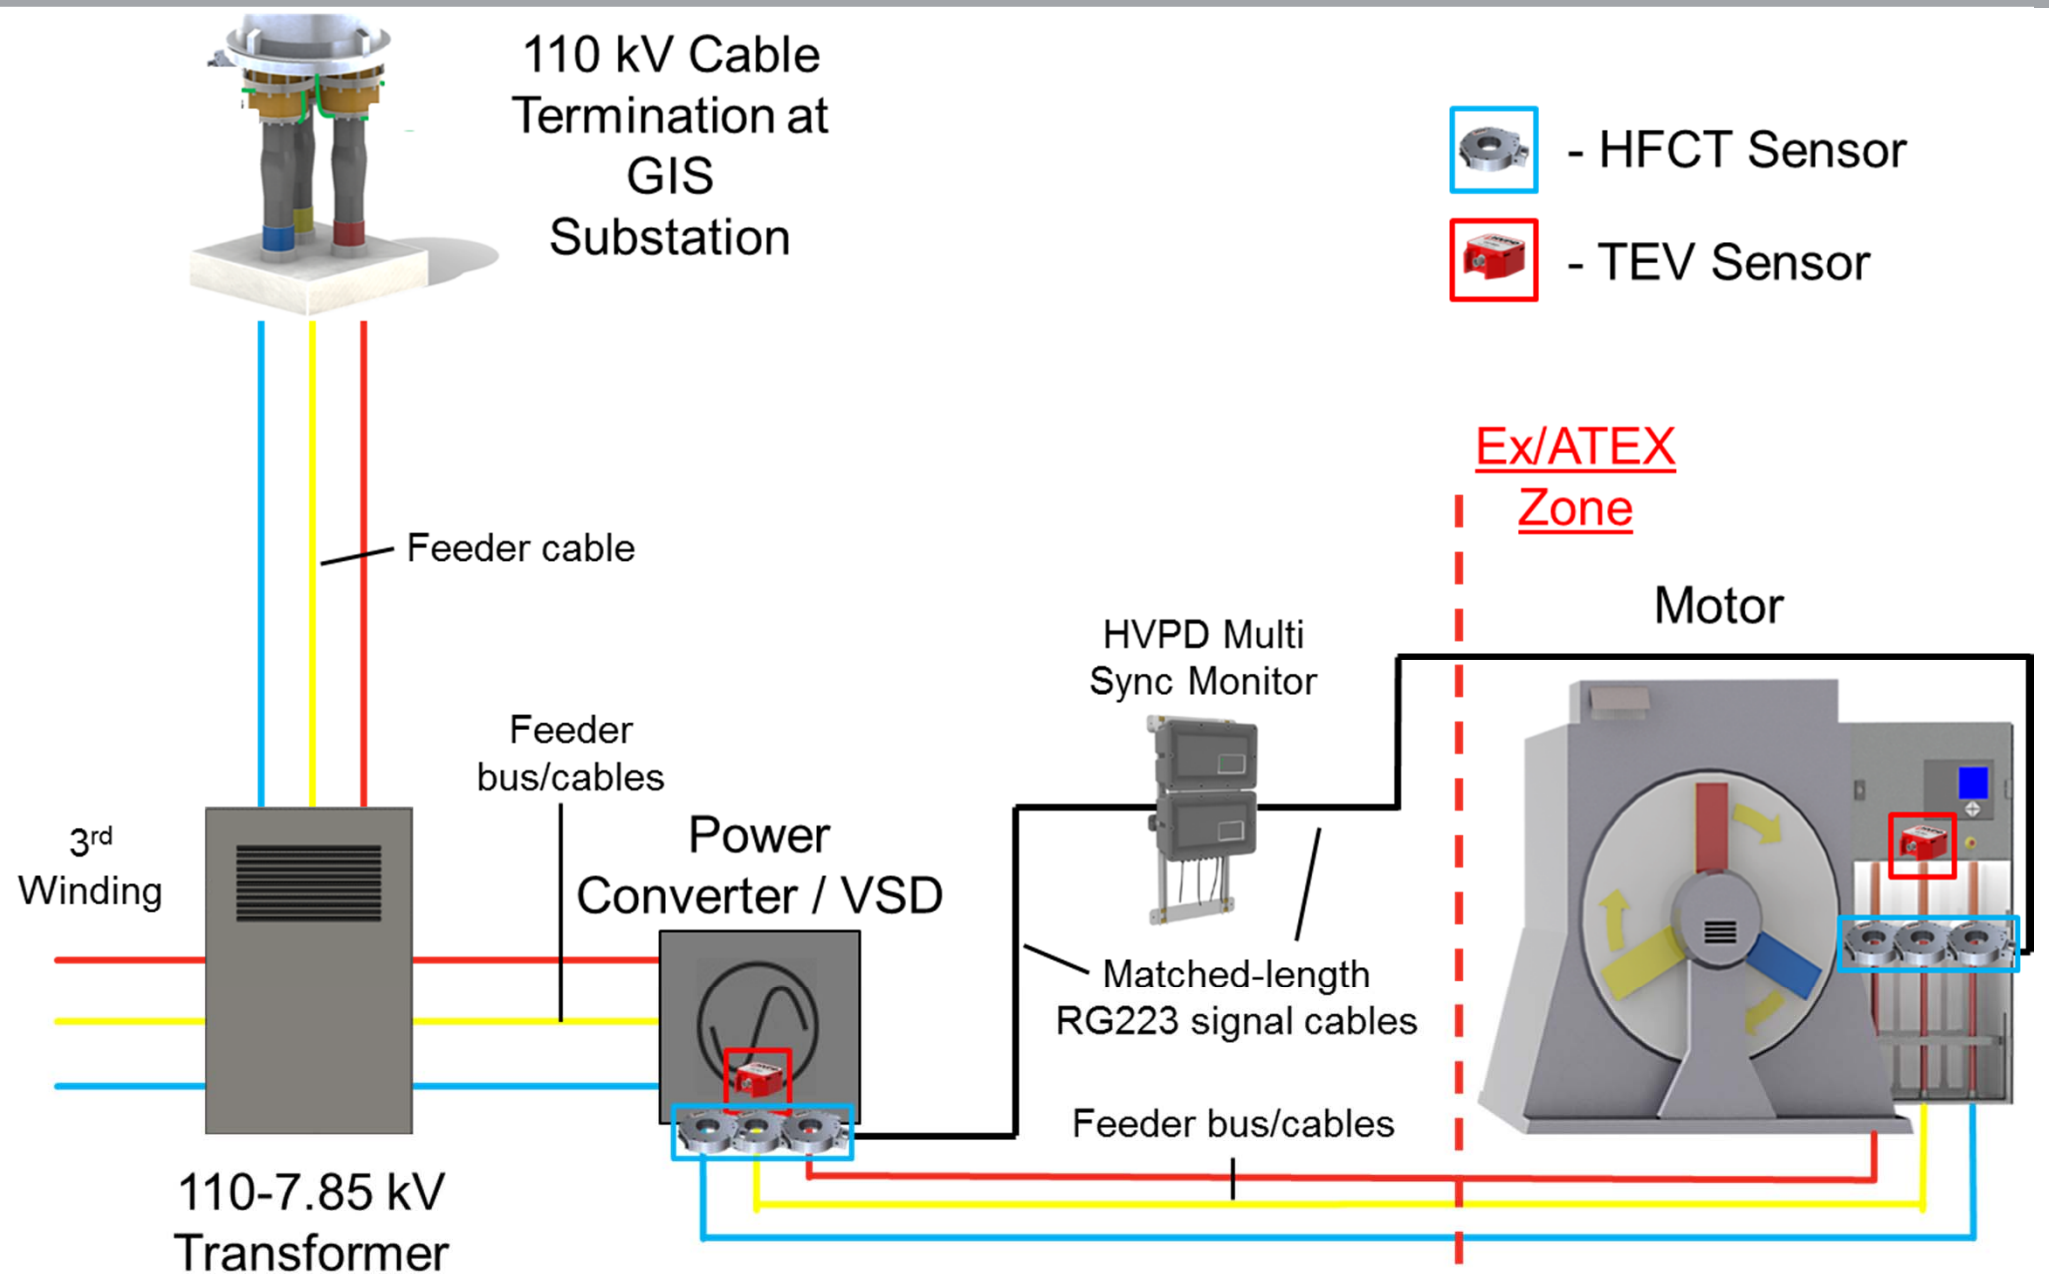 110 kV Cable
Termination at
GIS
Substation
- HFCT Sensor
- TEV Sensor
Ex/ATEX
Zone
Feeder cable
Motor
HVPD Multi
Sync Monitor
Feeder
bus/cables
3rd
Winding
Power
Converter / VSD
Matched-length
RG223 signal cables
Feeder bus/cables
110-7.85 kV
Transformer